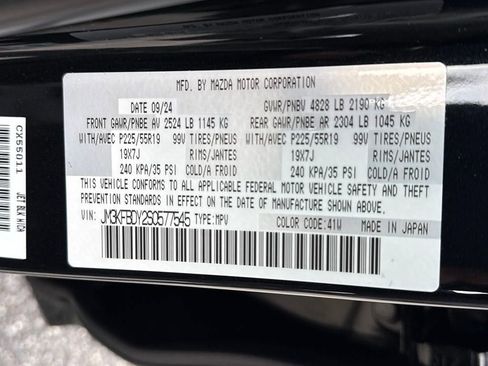 MFD. BY MAZDA MOTOR CORPORATION
DATE 09/24 GVWR/PNBV 4828 LB 2190 KG
FRONT GAWR/PNBE AV 2524 LB 1145 KG REAR GAWR/PNBE AR 2304 LB 1045 KG
WITH/AVEC P225/55R19 99V TIRES/PNEUS WITH/AVEC P225/55R19 99V TIRES/PNEUS
19X7J RIMS/JANTES 19X7J RIMS/JANTES
240 KPA/35 PSI COLD/A FROID 240 KPA/35 PSI COLD/A FROID
THIS VEHICLE CONFORMS TO ALL APPLICABLE FEDERAL MOTOR VEHICLE SAFETY AND THEFT
PREVENTION STANDARDS IN EFFECT ON THE DATE OF MANUFACTURE SHOWN ABOVE.
VIN: JM3KFBDY2S0577545 TYPE: MPV
COLOR CODE: 41W MADE IN JAPAN
CX55011
JET BLK MICA